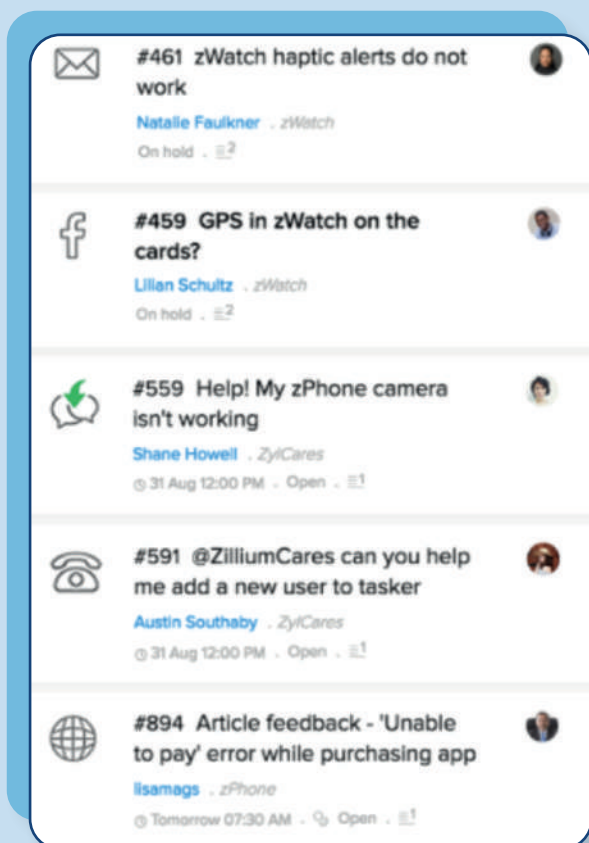 #461 zWatch haptic alerts do not
work
Natalie Faulkner . zWatch
On hold . 2
#459 GPS in zWatch on the
cards?
Lilian Schultz . zWatch
On hold . 2
#559 Help! My zPhone camera
isn't working
Shane Howell . ZylCares
31 Aug 12:00 PM . Open . 1
#591 @ZilliumCares can you help
me add a new user to tasker
Austin Southaby . ZylCares
31 Aug 12:00 PM . Open . 1
#894 Article feedback - 'Unable
to pay' error while purchasing app
lisamags . zPhone
Tomorrow 07:30 AM . Open . 1